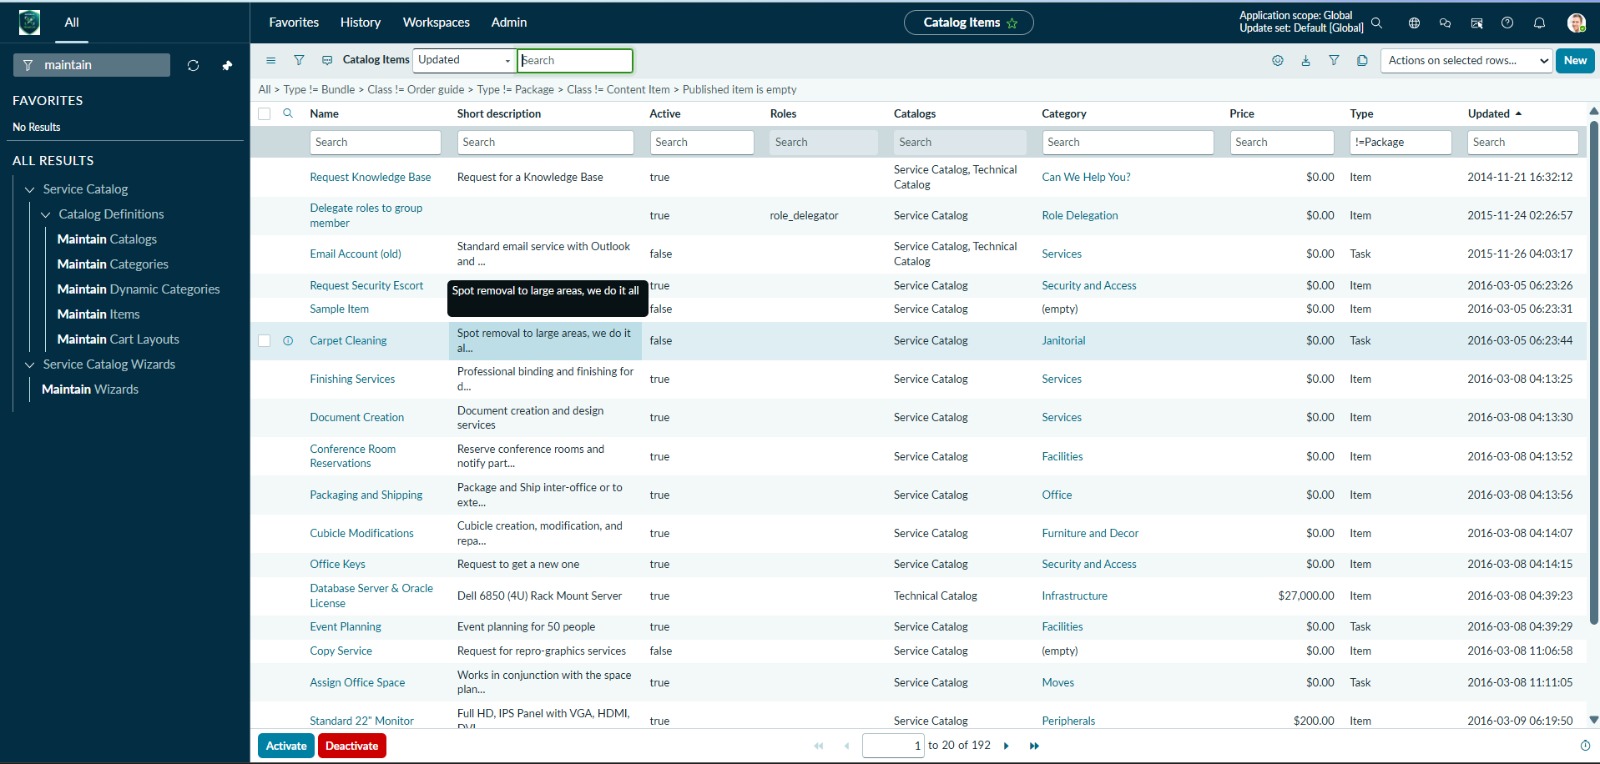 All
Favorites History Workspaces Admin
Catalog Items
Application scope: Global
Update set: Default [Global]
maintain
FAVORITES
No Results
ALL RESULTS
Service Catalog
Catalog Definitions
Maintain Catalogs
Maintain Categories
Maintain Dynamic Categories
Maintain Items
Maintain Cart Layouts
Service Catalog Wizards
Maintain Wizards
Catalog Items Updated Search Actions on selected rows... New
All > Type != Bundle > Class != Order guide > Type != Package > Class != Content Item > Published item is empty
Name Short description Active Roles Catalogs Category Price Type Updated
Search Search Search Search Search Search Search !=Package Search
Request Knowledge Base Request for a Knowledge Base true Service Catalog, Technical Catalog Can We Help You? $0.00 Item 2014-11-21 16:32:12
Delegate roles to group member true role_delegator Service Catalog Role Delegation $0.00 Item 2015-11-24 02:26:57
Email Account (old) Standard email service with Outlook and ... false Service Catalog, Technical Catalog Services $0.00 Task 2015-11-26 04:03:17
Request Security Escort true Service Catalog Security and Access $0.00 Item 2016-03-05 06:23:26
Spot removal to large areas, we do it all
Sample Item false Service Catalog (empty) $0.00 Item 2016-03-05 06:23:31
Carpet Cleaning Spot removal to large areas, we do it al... false Service Catalog Janitorial $0.00 Task 2016-03-05 06:23:44
Finishing Services Professional binding and finishing for d... true Service Catalog Services $0.00 Item 2016-03-08 04:13:25
Document Creation Document creation and design services true Service Catalog Services $0.00 Item 2016-03-08 04:13:30
Conference Room Reservations Reserve conference rooms and notify part... true Service Catalog Facilities $0.00 Item 2016-03-08 04:13:52
Packaging and Shipping Package and Ship inter-office or to exte... true Service Catalog Office $0.00 Item 2016-03-08 04:13:56
Cubicle Modifications Cubicle creation, modification, and repa... true Service Catalog Furniture and Decor $0.00 Item 2016-03-08 04:14:07
Office Keys Request to get a new one true Service Catalog Security and Access $0.00 Item 2016-03-08 04:14:15
Database Server & Oracle License Dell 6850 (4U) Rack Mount Server true Technical Catalog Infrastructure $27,000.00 Item 2016-03-08 04:39:23
Event Planning Event planning for 50 people true Service Catalog Facilities $0.00 Task 2016-03-08 04:39:29
Copy Service Request for repro-graphics services false Service Catalog (empty) $0.00 Item 2016-03-08 11:06:58
Assign Office Space Works in conjunction with the space plan... true Service Catalog Moves $0.00 Task 2016-03-08 11:11:05
Standard 22" Monitor Full HD, IPS Panel with VGA, HDMI, DVI true Service Catalog Peripherals $200.00 Item 2016-03-09 06:19:50
Activate Deactivate 1 to 20 of 192